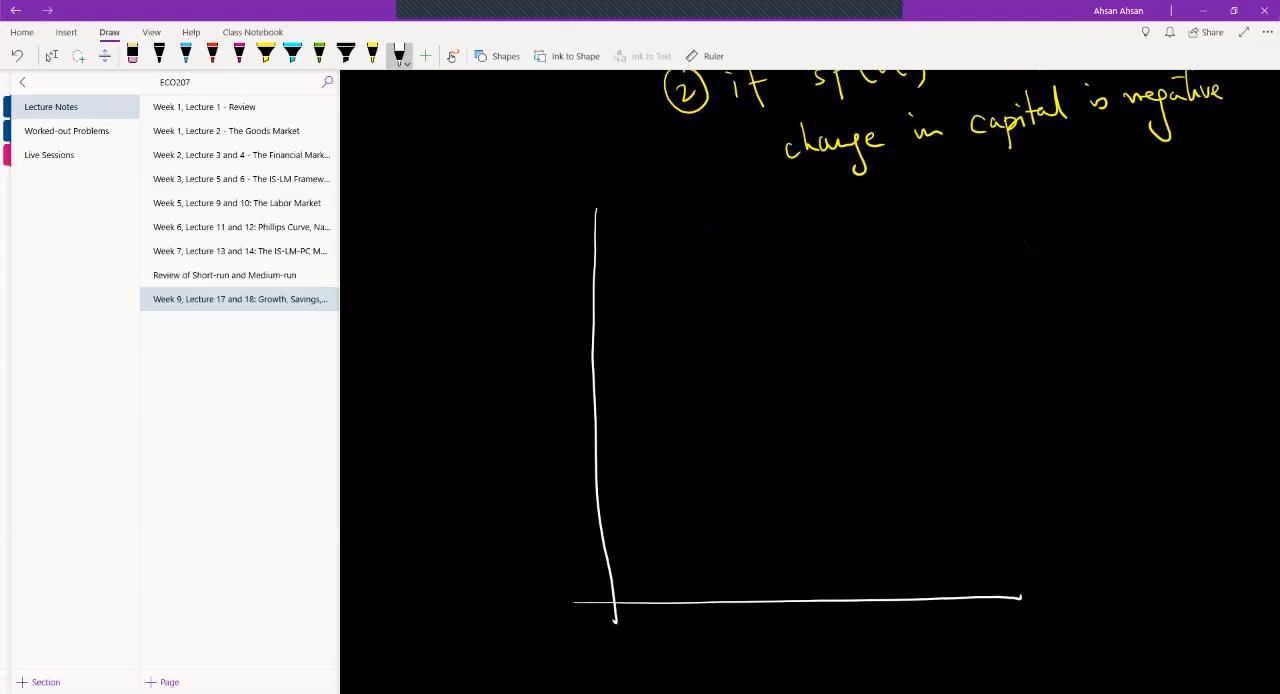 Ahsan Ahsan
Home Insert Draw View Help Class Notebook
Share
Shapes Ink to Shape Ink to Text Math Ruler
ECO207
Lecture Notes
Worked-out Problems
Live Sessions
Week 1, Lecture 1 - Review
Week 1, Lecture 2 - The Goods Market
Week 2, Lecture 3 and 4 - The Financial Mark...
Week 3, Lecture 5 and 6 - The IS-LM Framew...
Week 5, Lecture 9 and 10: The Labor Market
Week 6, Lecture 11 and 12: Phillips Curve, Na...
Week 7, Lecture 13 and 14: The IS-LM-PC M...
Review of Short-run and Medium-run
Week 9, Lecture 17 and 18: Growth, Savings,...
② if
change in capital is negative
+ Section
+ Page